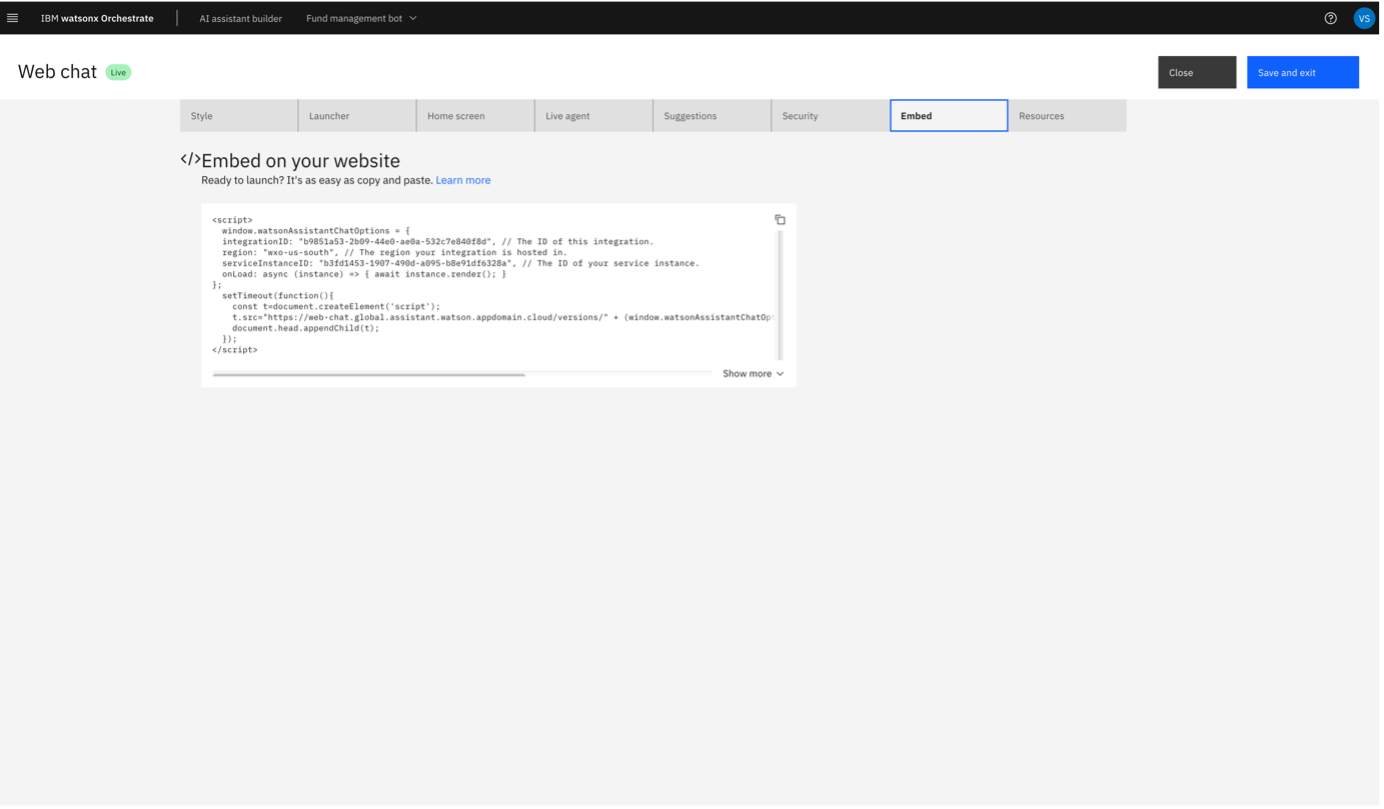 IBM watsonx Orchestrate AI assistant builder Fund management bot VS
Web chat Live Close Save and exit
Style Launcher Home screen Live agent Suggestions Security Embed Resources
</>Embed on your website
Ready to launch? It's as easy as copy and paste. Learn more
<script>
window.watsonAssistantChatOptions = {
integrationID: "b9851a53-2b09-44e0-ae0a-532c7e840f8d", // The ID of this integration.
region: "wxo-us-south", // The region your integration is hosted in.
serviceInstanceID: "b3fd1453-1907-490d-a095-b8e91df6328a", // The ID of your service instance.
onLoad: async (instance) => { await instance.render(); }
};
setTimeout(function(){
const t=document.createElement('script');
t.src="https://web-chat.global.assistant.watson.appdomain.cloud/versions/" + (window.watsonAssistantChatOp
document.head.appendChild(t);
});
</script>
Show more